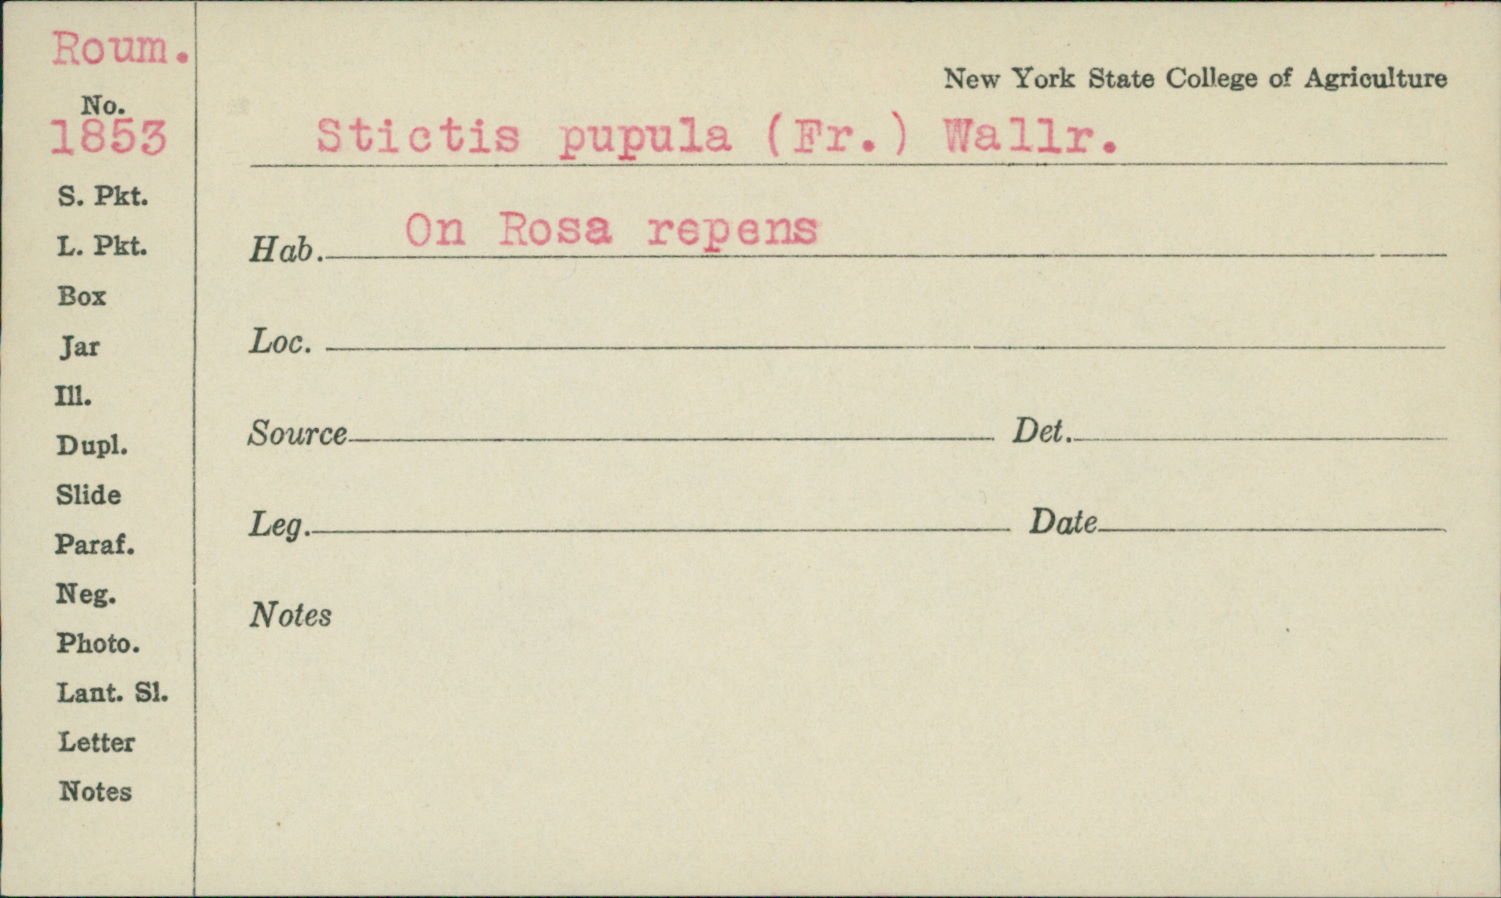 Roum.
No.
1853
S. Pkt.
L. Pkt.
Box
Jar
Ill.
Dupl.
Slide
Paraf.
Neg.
Photo.
Lant. Sl.
Letter
Notes
New York State College of Agriculture
Stictis pupula (Fr.) Wallr.
Hab. On Rosa repens
Loc.
Source Det.
Leg. Date
Notes